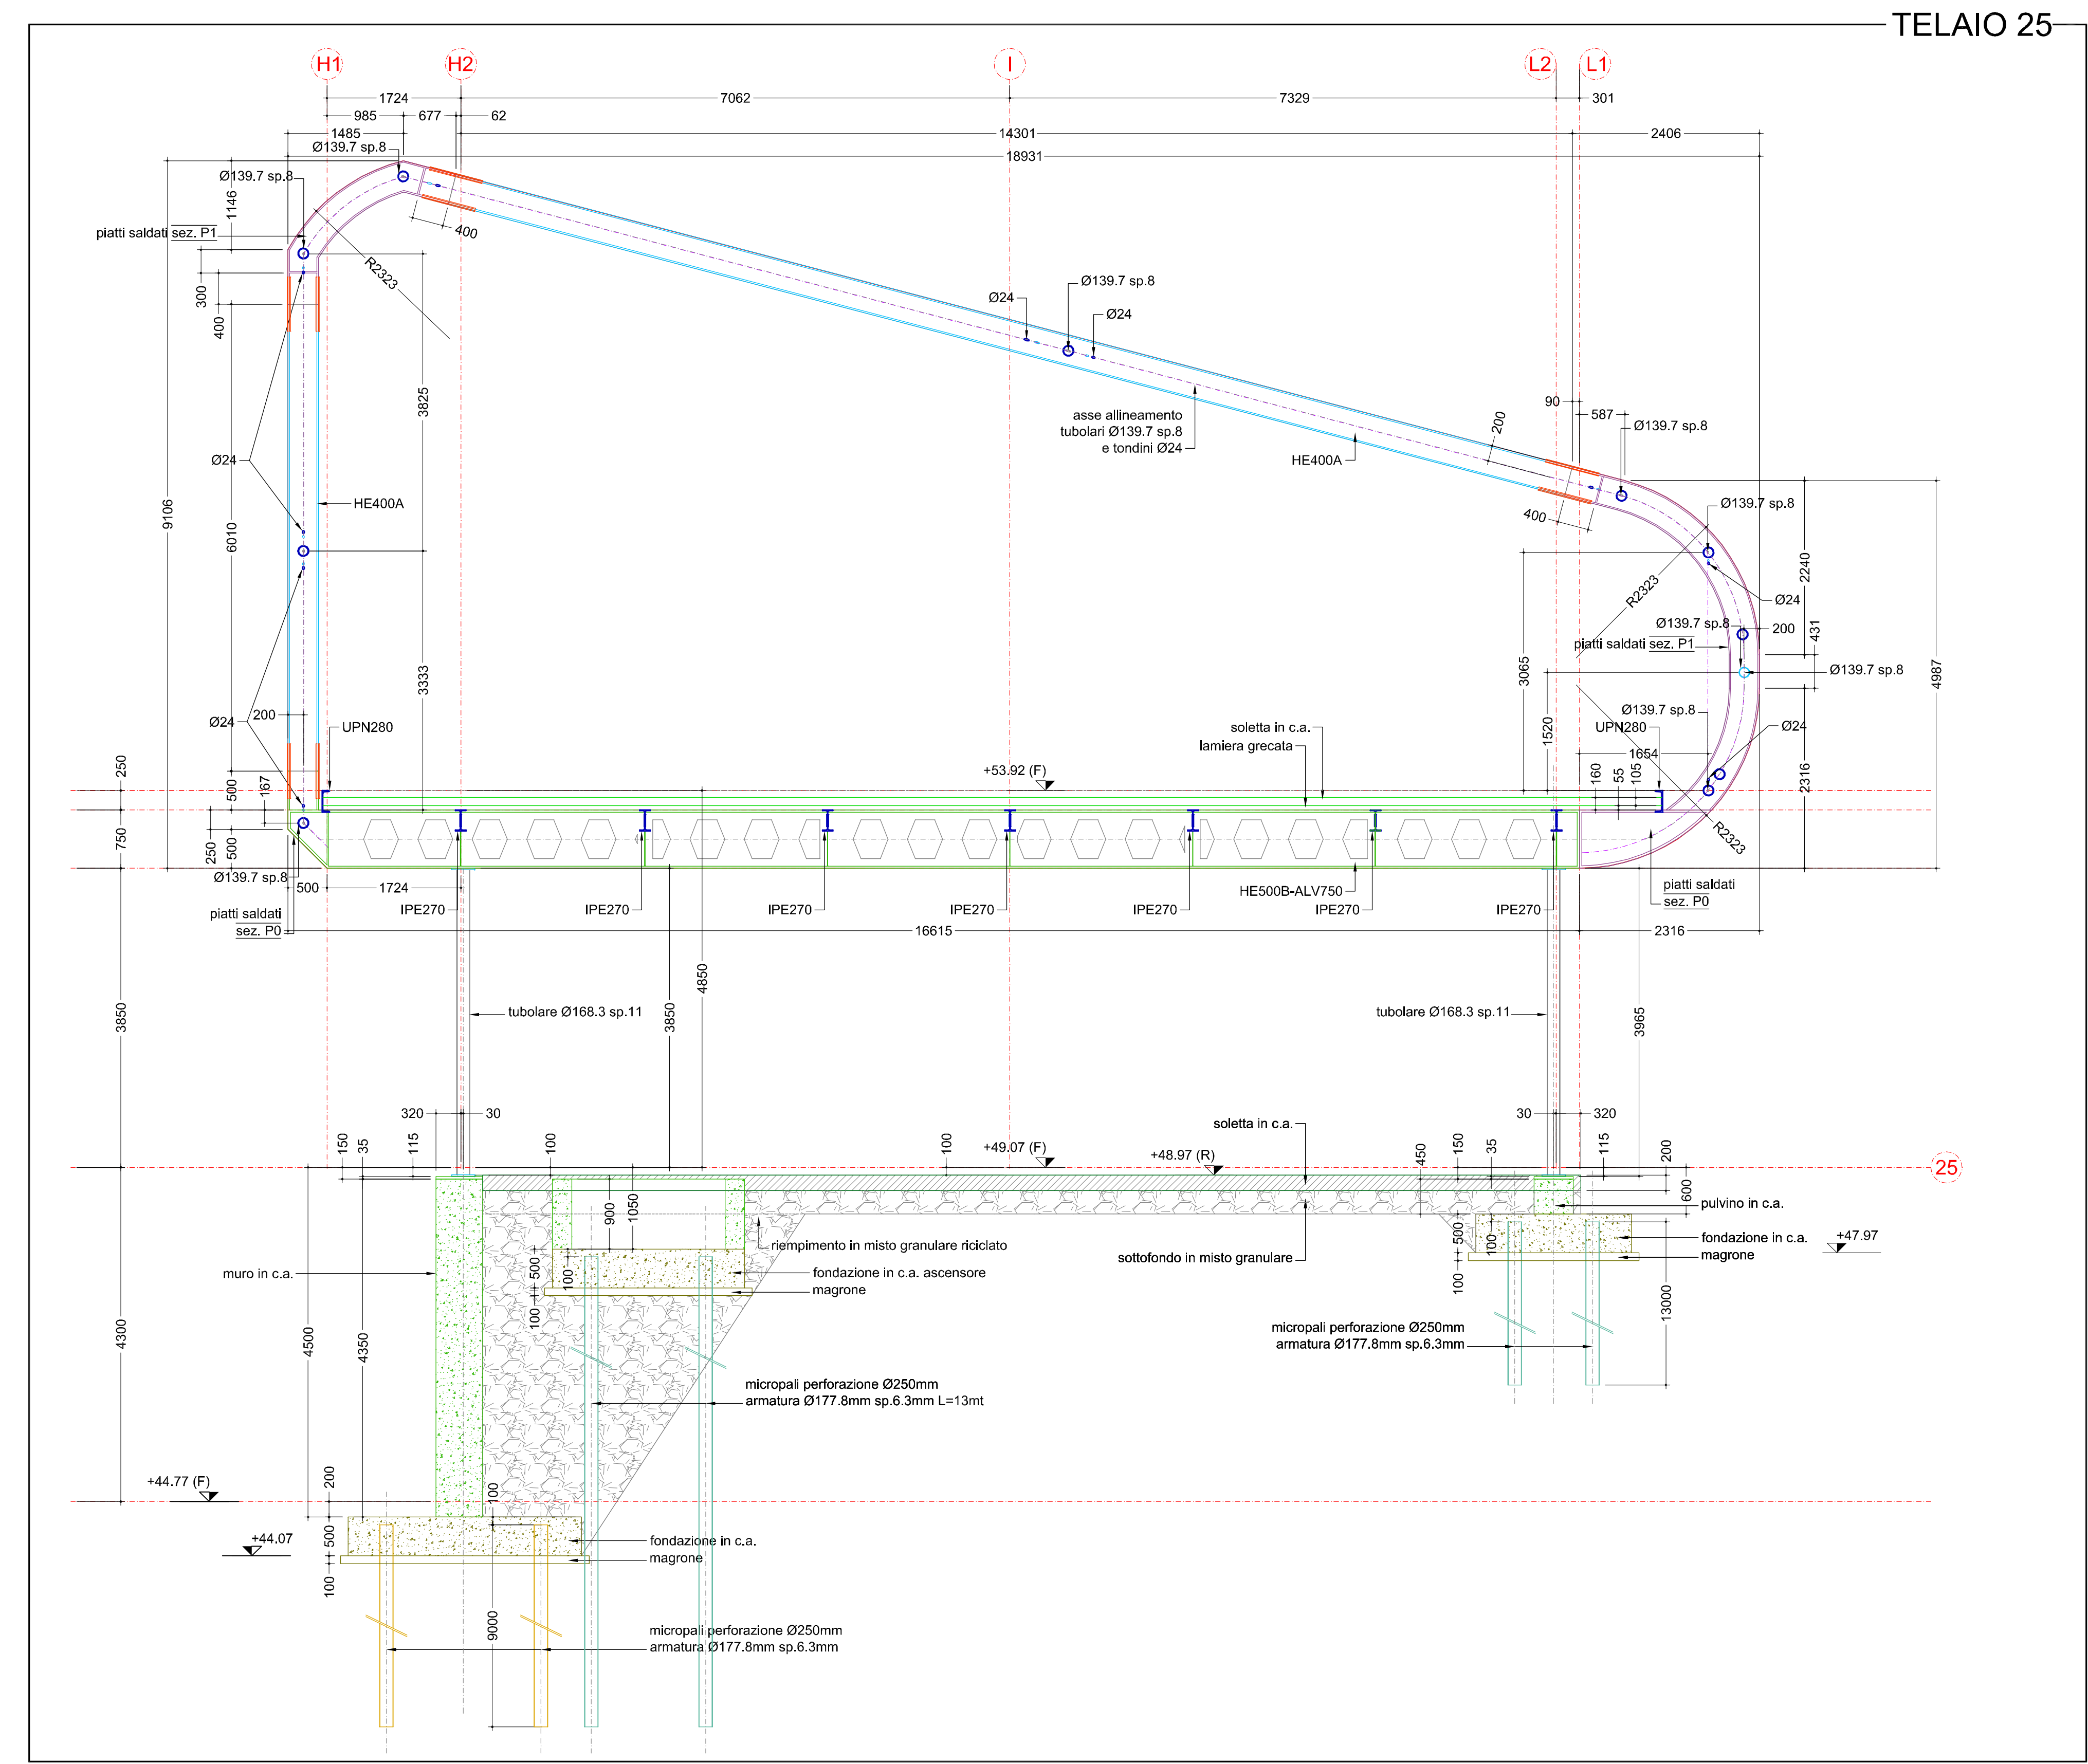 TELAIO 25
H1
H2
I
L2
L1
1724
7062
7329
301
985
677
62
1485
14301
2406
Ø139.7 sp.8
18931
Ø139.7 sp.8
1146
piatti saldati sez. P1
400
R2323
300
400
Ø139.7 sp.8
Ø24
Ø24
3825
asse allineamento
tubolari Ø139.7 sp.8
e tondini Ø24
90
587
200
Ø139.7 sp.8
HE400A
Ø24
HE400A
9106
6010
400
Ø139.7 sp.8
2240
R2323
Ø24
Ø139.7 sp.8
200
431
piatti saldati sez. P1
3065
Ø139.7 sp.8
4987
3333
200
Ø24
UPN280
1520
Ø139.7 sp.8
UPN280
Ø24
soletta in c.a.
lamiera grecata
1654
250
500
167
+53.92 (F)
160
55
105
2316
750
250
500
R2323
Ø139.7 sp.8
500
1724
HE500B-ALV750
piatti saldati
sez. P0
IPE270
IPE270
IPE270
IPE270
IPE270
IPE270
IPE270
piatti saldati
sez. P0
16615
2316
4850
3850
tubolare Ø168.3 sp.11
3850
tubolare Ø168.3 sp.11
3965
320
30
30
320
150
35
115
100
100
+49.07 (F)
+48.97 (R)
soletta in c.a.
450
150
35
115
200
25
600
900
1050
pulvino in c.a.
riempimento in misto granulare riciclato
sottofondo in misto granulare
500
100
fondazione in c.a.
+47.97
magrone
muro in c.a.
500
100
fondazione in c.a. ascensore
magrone
100
100
13000
4300
4500
4350
micropali perforazione Ø250mm
armatura Ø177.8mm sp.6.3mm
micropali perforazione Ø250mm
armatura Ø177.8mm sp.6.3mm L=13mt
+44.77 (F)
200
100
+44.07
500
fondazione in c.a.
magrone
100
9000
micropali perforazione Ø250mm
armatura Ø177.8mm sp.6.3mm